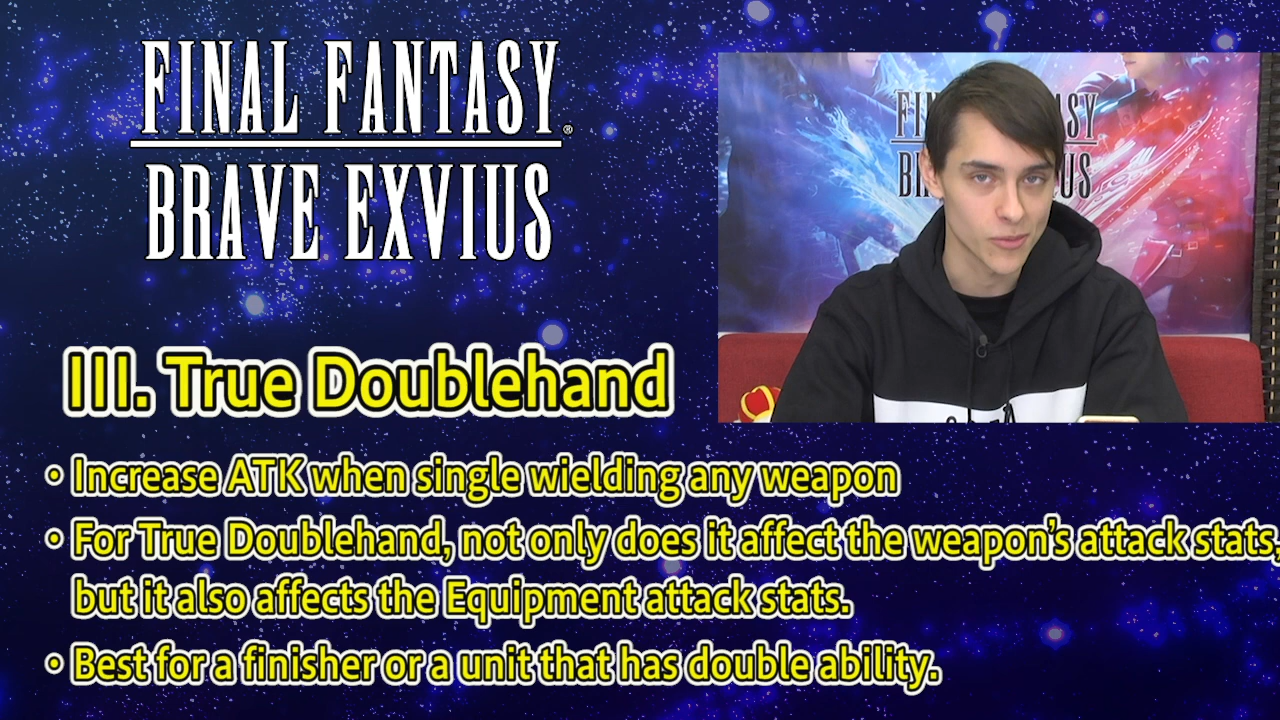 FINAL FANTASY®
BRAVE EXVIUS
III. True Doublehand
• Increase ATK when single wielding any weapon
• For True Doublehand, not only does it affect the weapon's attack stats,
but it also affects the Equipment attack stats.
• Best for a finisher or a unit that has double ability.